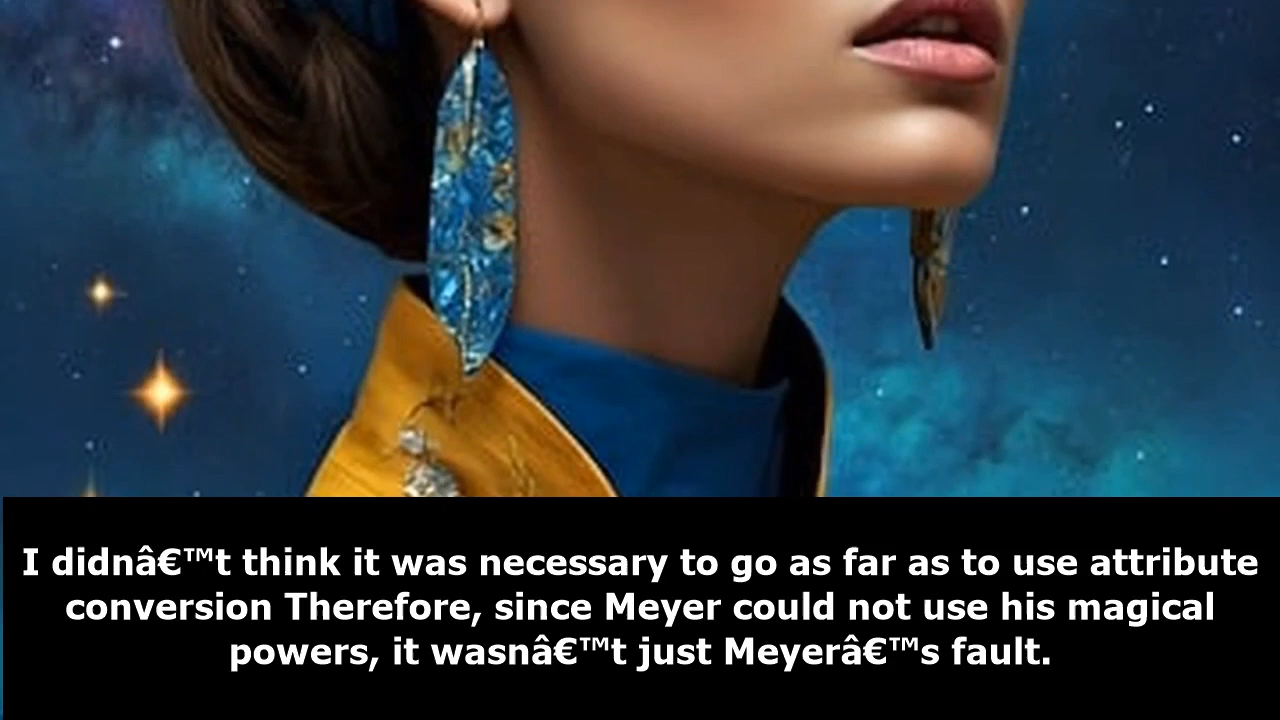 I didnâ€™t think it was necessary to go as far as to use attribute
conversion Therefore, since Meyer could not use his magical
powers, it wasnâ€™t just Meyerâ€™s fault.